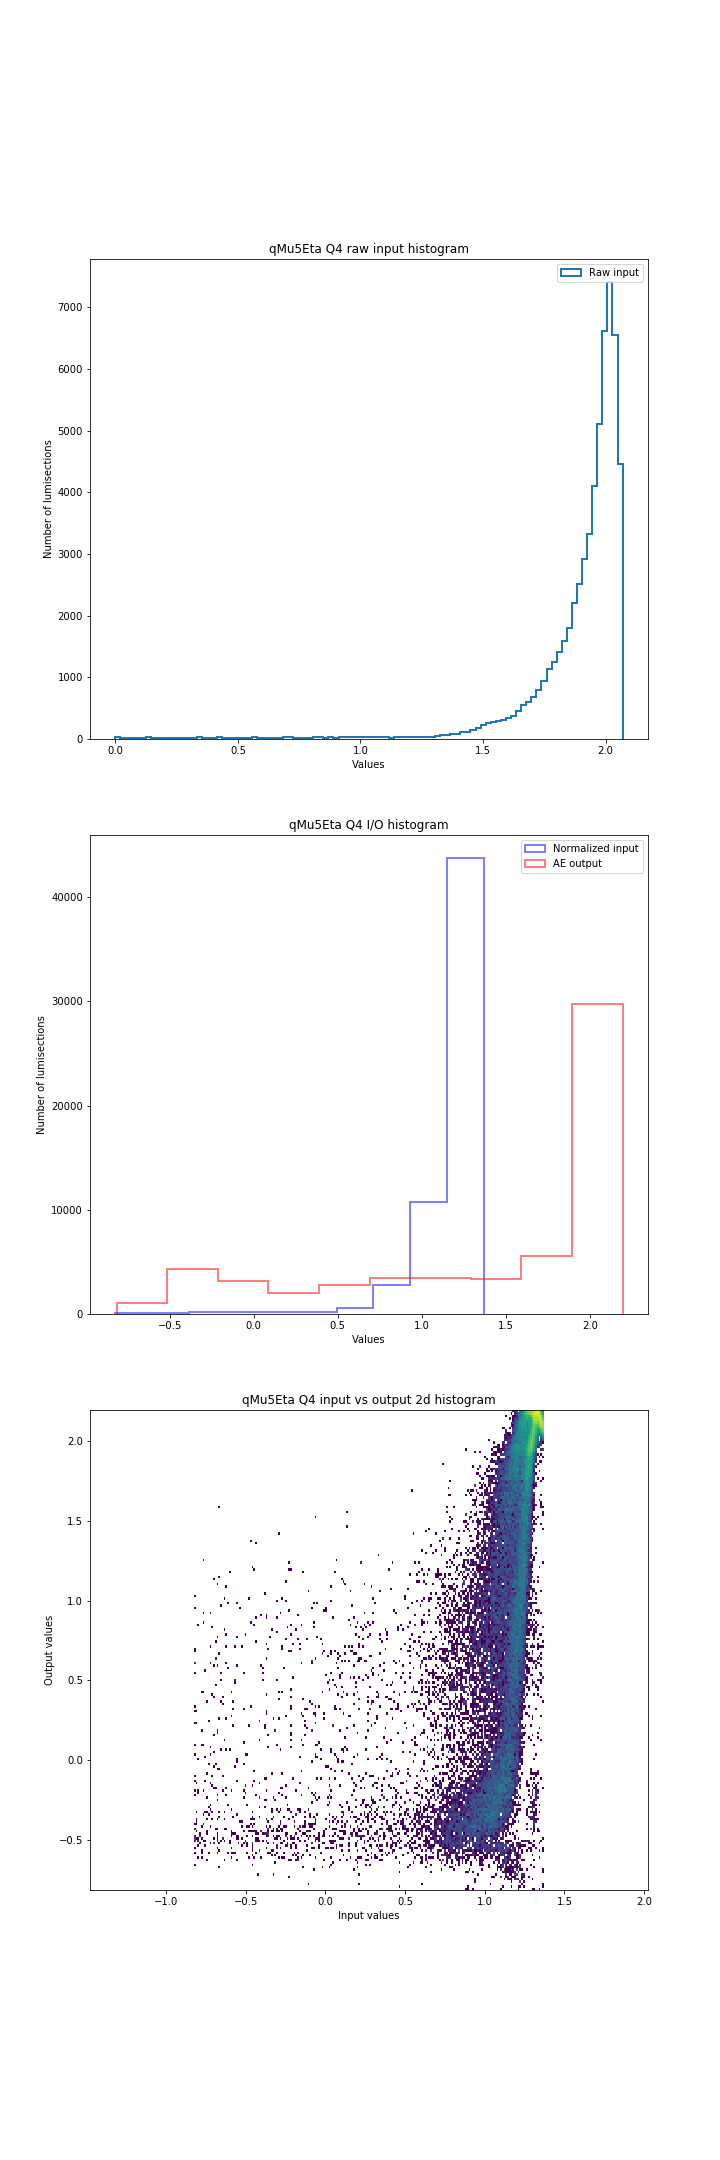 qMu5Eta Q4 raw input histogram
Raw input
7000
6000
5000
4000
3000
2000
1000
0
Number of lumisections
0.0 0.5 1.0 1.5 2.0
Values
qMu5Eta Q4 I/O histogram
Normalized input
AE output
40000
30000
20000
10000
0
Number of lumisections
−0.5 0.0 0.5 1.0 1.5 2.0
Values
qMu5Eta Q4 input vs output 2d histogram
2.0
1.5
1.0
0.5
0.0
−0.5
Output values
−1.0 −0.5 0.0 0.5 1.0 1.5 2.0
Input values